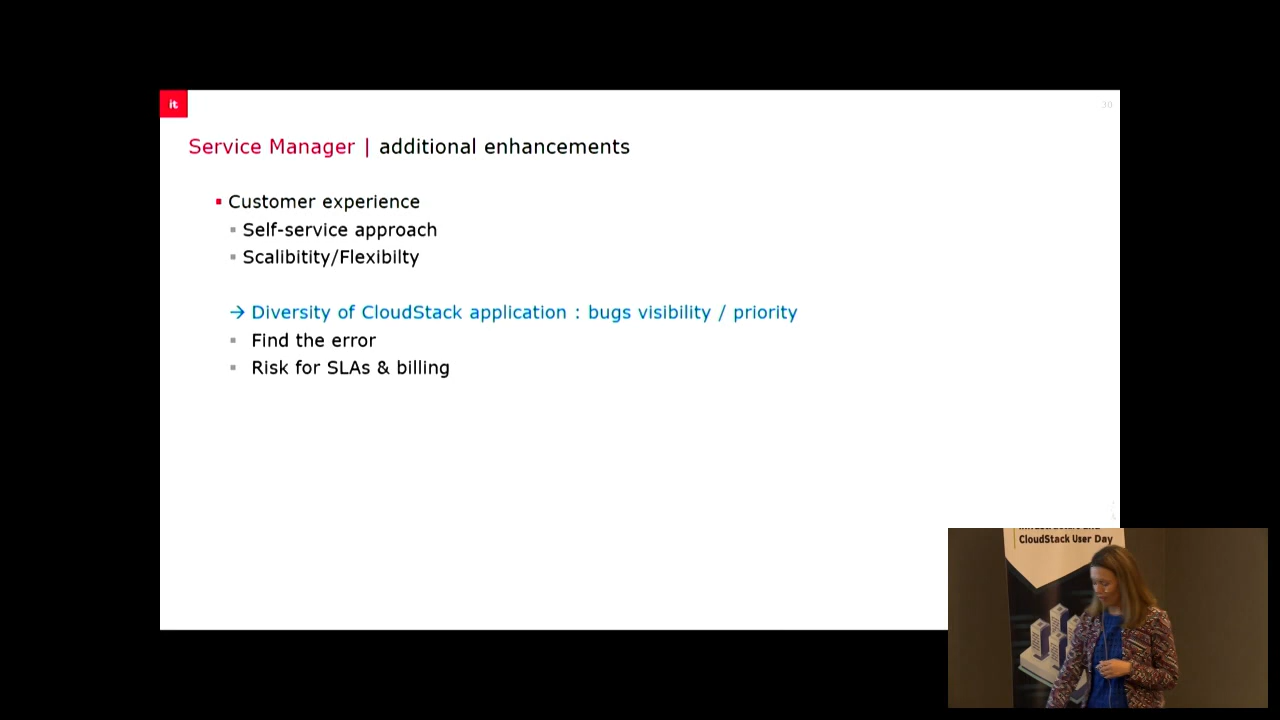 it
30
Service Manager | additional enhancements
Customer experience
Self-service approach
Scalibitity/Flexibilty
→ Diversity of CloudStack application : bugs visibility / priority
Find the error
Risk for SLAs & billing
CloudStack User Day